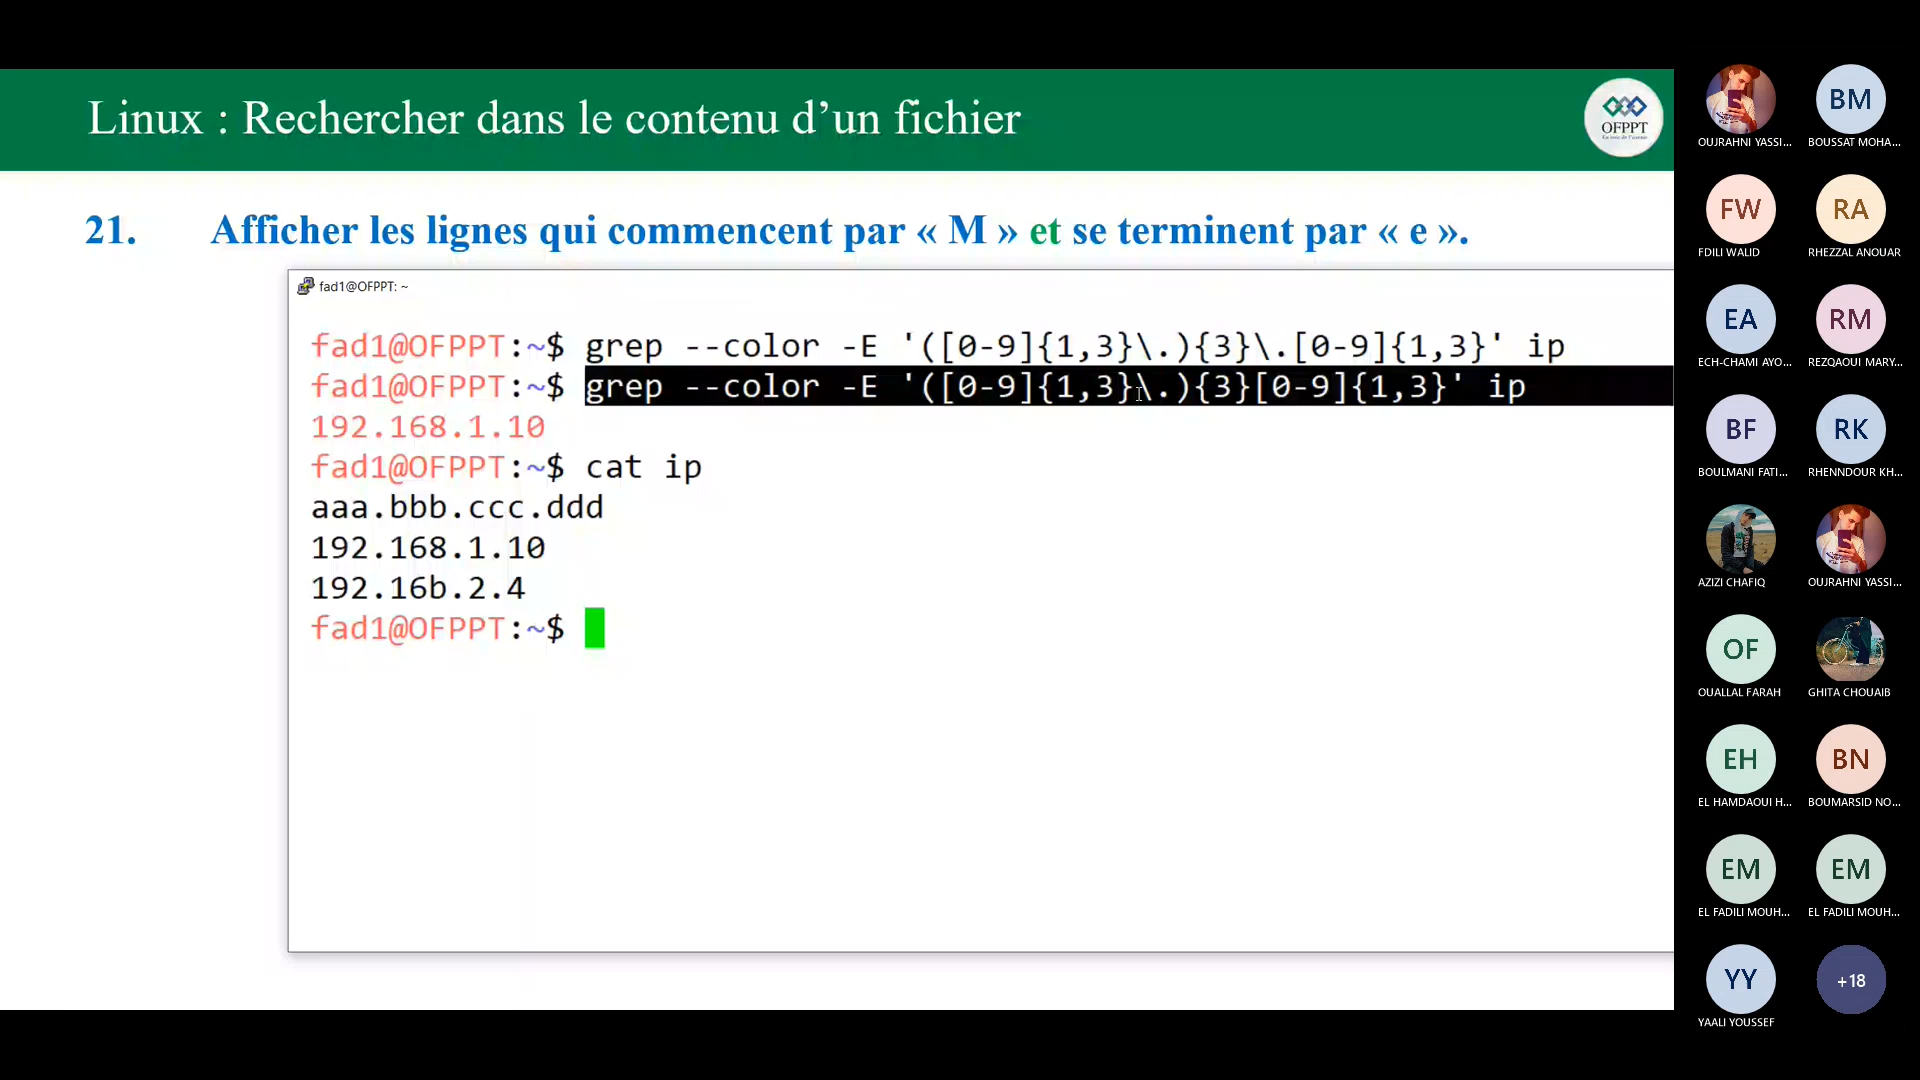 Linux : Rechercher dans le contenu d’un fichier
OFPPT
21. Afficher les lignes qui commencent par « M » et se terminent par « e ».
fad1@OFPPT: ~
fad1@OFPPT:~$ grep --color -E '([0-9]{1,3}\.){3}\.[0-9]{1,3}' ip
fad1@OFPPT:~$ grep --color -E '([0-9]{1,3}\.){3}[0-9]{1,3}' ip
192.168.1.10
fad1@OFPPT:~$ cat ip
aaa.bbb.ccc.ddd
192.168.1.10
192.16b.2.4
fad1@OFPPT:~$
OUJRAHNI YASSI...
BM
BOUSSAT MOHA...
FW
FDILI WALID
RA
RHEZZAL ANOUAR
EA
ECH-CHAMI AYO...
RM
REZQAOUI MARY...
BF
BOULMANI FATI...
RK
RHENNDOUR KH...
AZIZI CHAFIQ
OUJRAHNI YASSI...
OF
OUALLAL FARAH
GHITA CHOUAIB
EH
EL HAMDAOUI H...
BN
BOUMARSID NO...
EM
EL FADILI MOUH...
EM
EL FADILI MOUH...
YY
YAALI YOUSSEF
+18